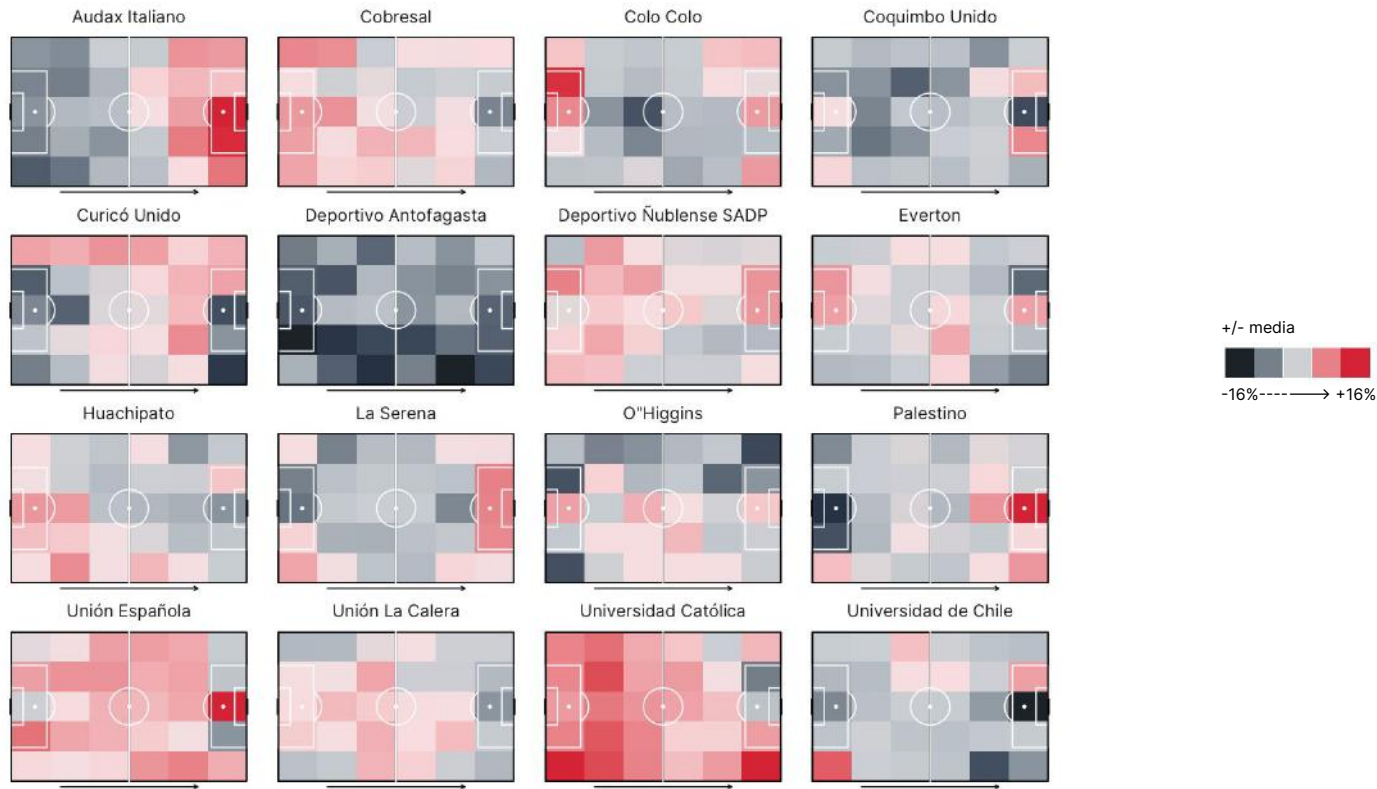 Audax Italiano
Cobresal
Colo Colo
Coquimbo Unido
Curicó Unido
Deportivo Antofagasta
Deportivo Ñublense SADP
Everton
+/- media
-16%------→ +16%
Huachipato
La Serena
O"Higgins
Palestino
Unión Española
Unión La Calera
Universidad Católica
Universidad de Chile